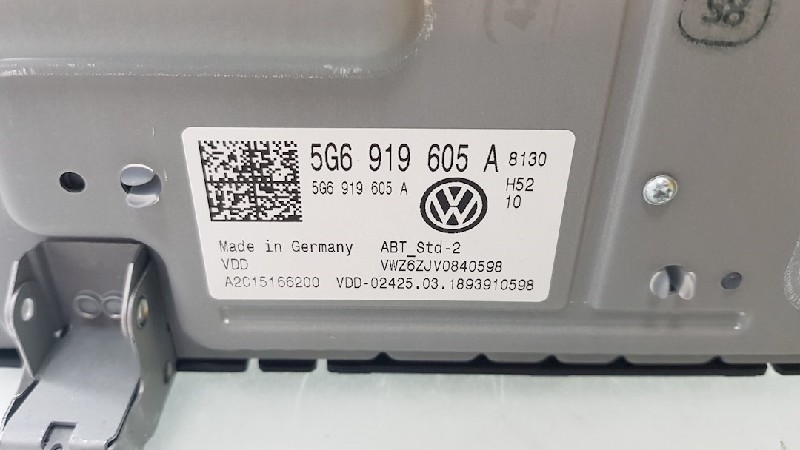 5G6 919 605 A 8130
5G6 919 605 A H52
10
Made in Germany ABT_Std-2
VDD VWZ6ZJV0840598
A2C15166200 VDD-02425.03.1893910598